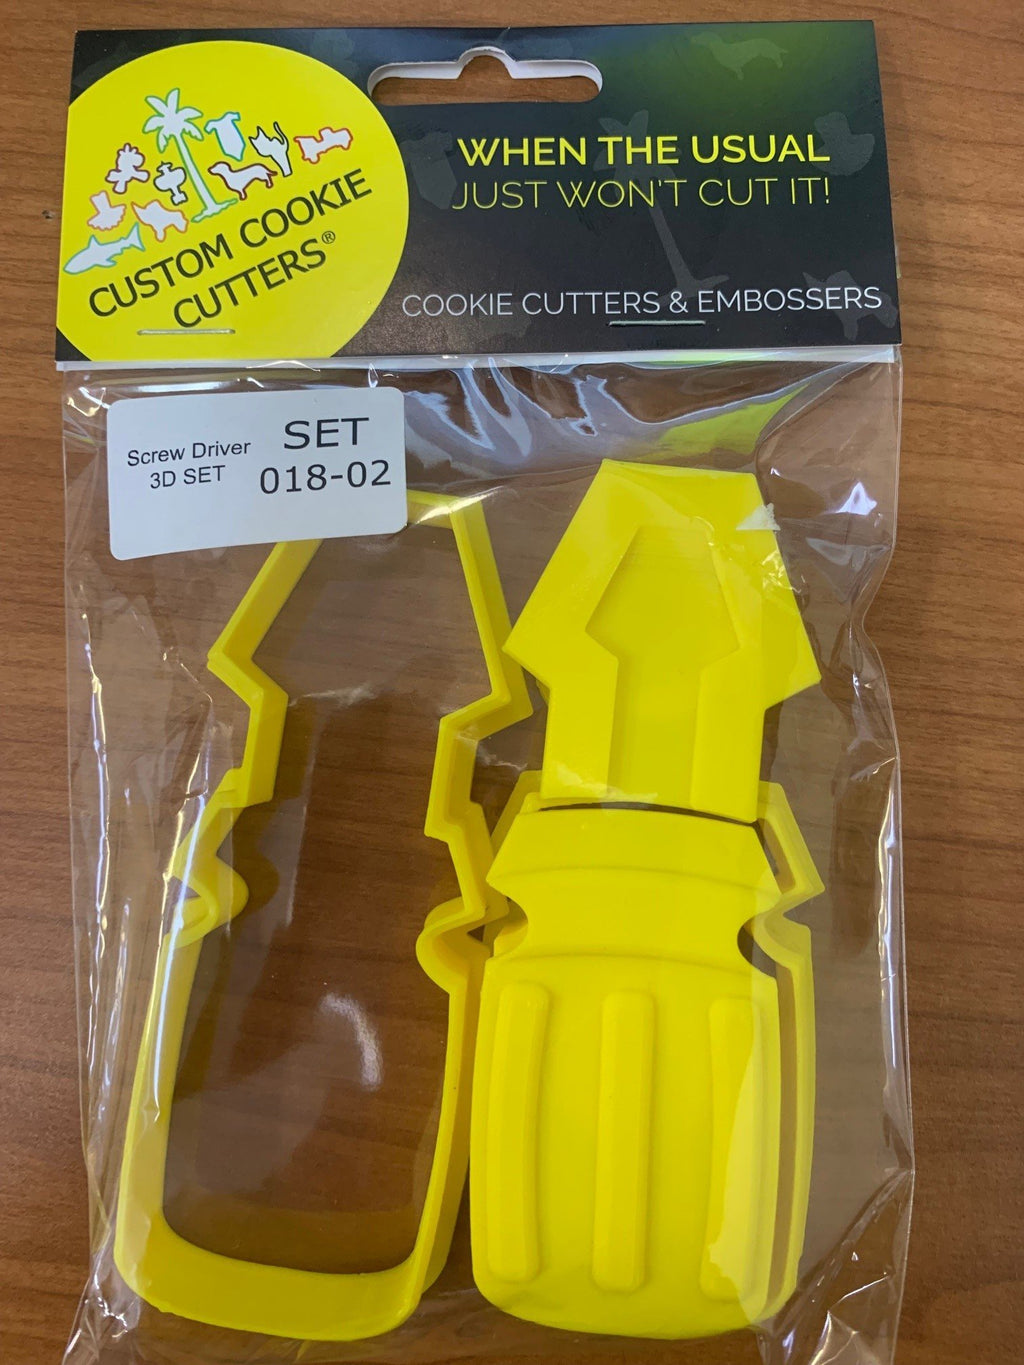 CUSTOM COOKIE
CUTTERS®
WHEN THE USUAL
JUST WON'T CUT IT!
COOKIE CUTTERS & EMBOSSERS
Screw Driver
3D SET
SET
018-02